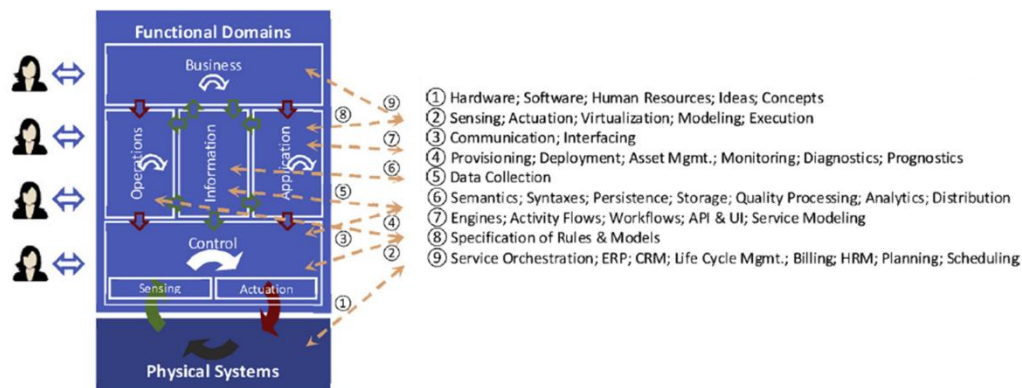 Functional Domains
Business
Operations
Information
Application
Control
Sensing
Actuation
Physical Systems
⑨
⑧
⑦
⑥
⑤
④
③
②
①
① Hardware; Software; Human Resources; Ideas; Concepts
② Sensing; Actuation; Virtualization; Modeling; Execution
③ Communication; Interfacing
④ Provisioning; Deployment; Asset Mgmt.; Monitoring; Diagnostics; Prognostics
⑤ Data Collection
⑥ Semantics; Syntaxes; Persistence; Storage; Quality Processing; Analytics; Distribution
⑦ Engines; Activity Flows; Workflows; API & UI; Service Modeling
⑧ Specification of Rules & Models
⑨ Service Orchestration; ERP; CRM; Life Cycle Mgmt.; Billing; HRM; Planning; Scheduling